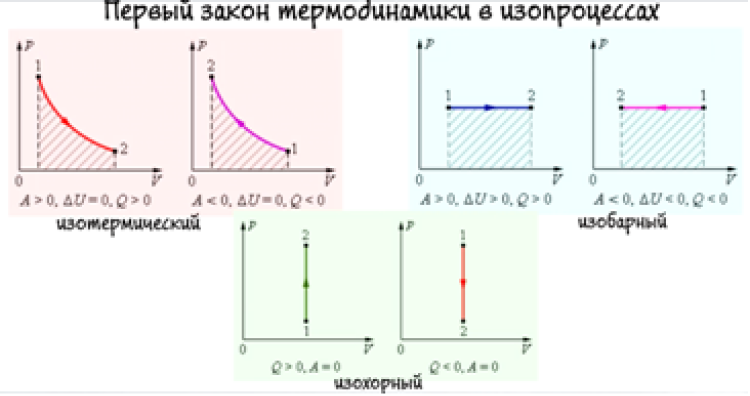 Первый закон термодинамики в изопроцессах
P
1
2
0
V
A > 0, ΔU = 0, Q > 0
P
2
1
0
V
A < 0, ΔU = 0, Q < 0
изотермический
P
1
2
0
V
A > 0, ΔU > 0, Q > 0
P
2
1
0
V
A < 0, ΔU < 0, Q < 0
изобарный
P
2
1
0
V
Q > 0, A = 0
P
1
2
0
V
Q < 0, A = 0
изохорный